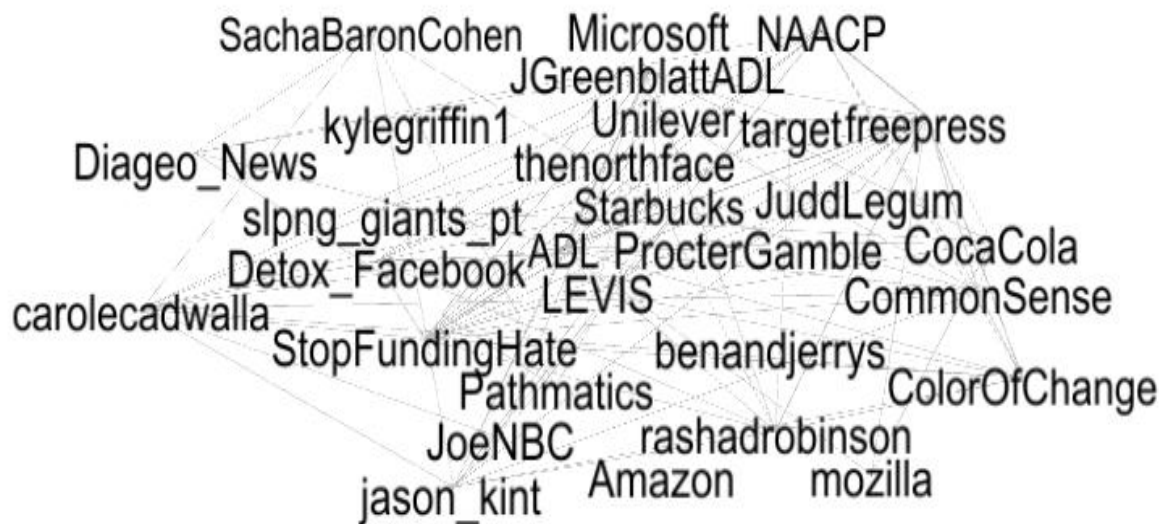 SachaBaronCohen Microsoft NAACP
JGreenblattADL
kylegriffin1 Unilever target freepress
Diageo_News thenorthface
slpng_giants_pt Starbucks JuddLegum
Detox_Facebook ADL ProcterGamble CocaCola
carolecadwalla LEVIS CommonSense
StopFundingHate benandjerrys
Pathmatics ColorOfChange
JoeNBC rashadrobinson
jason_kint Amazon mozilla